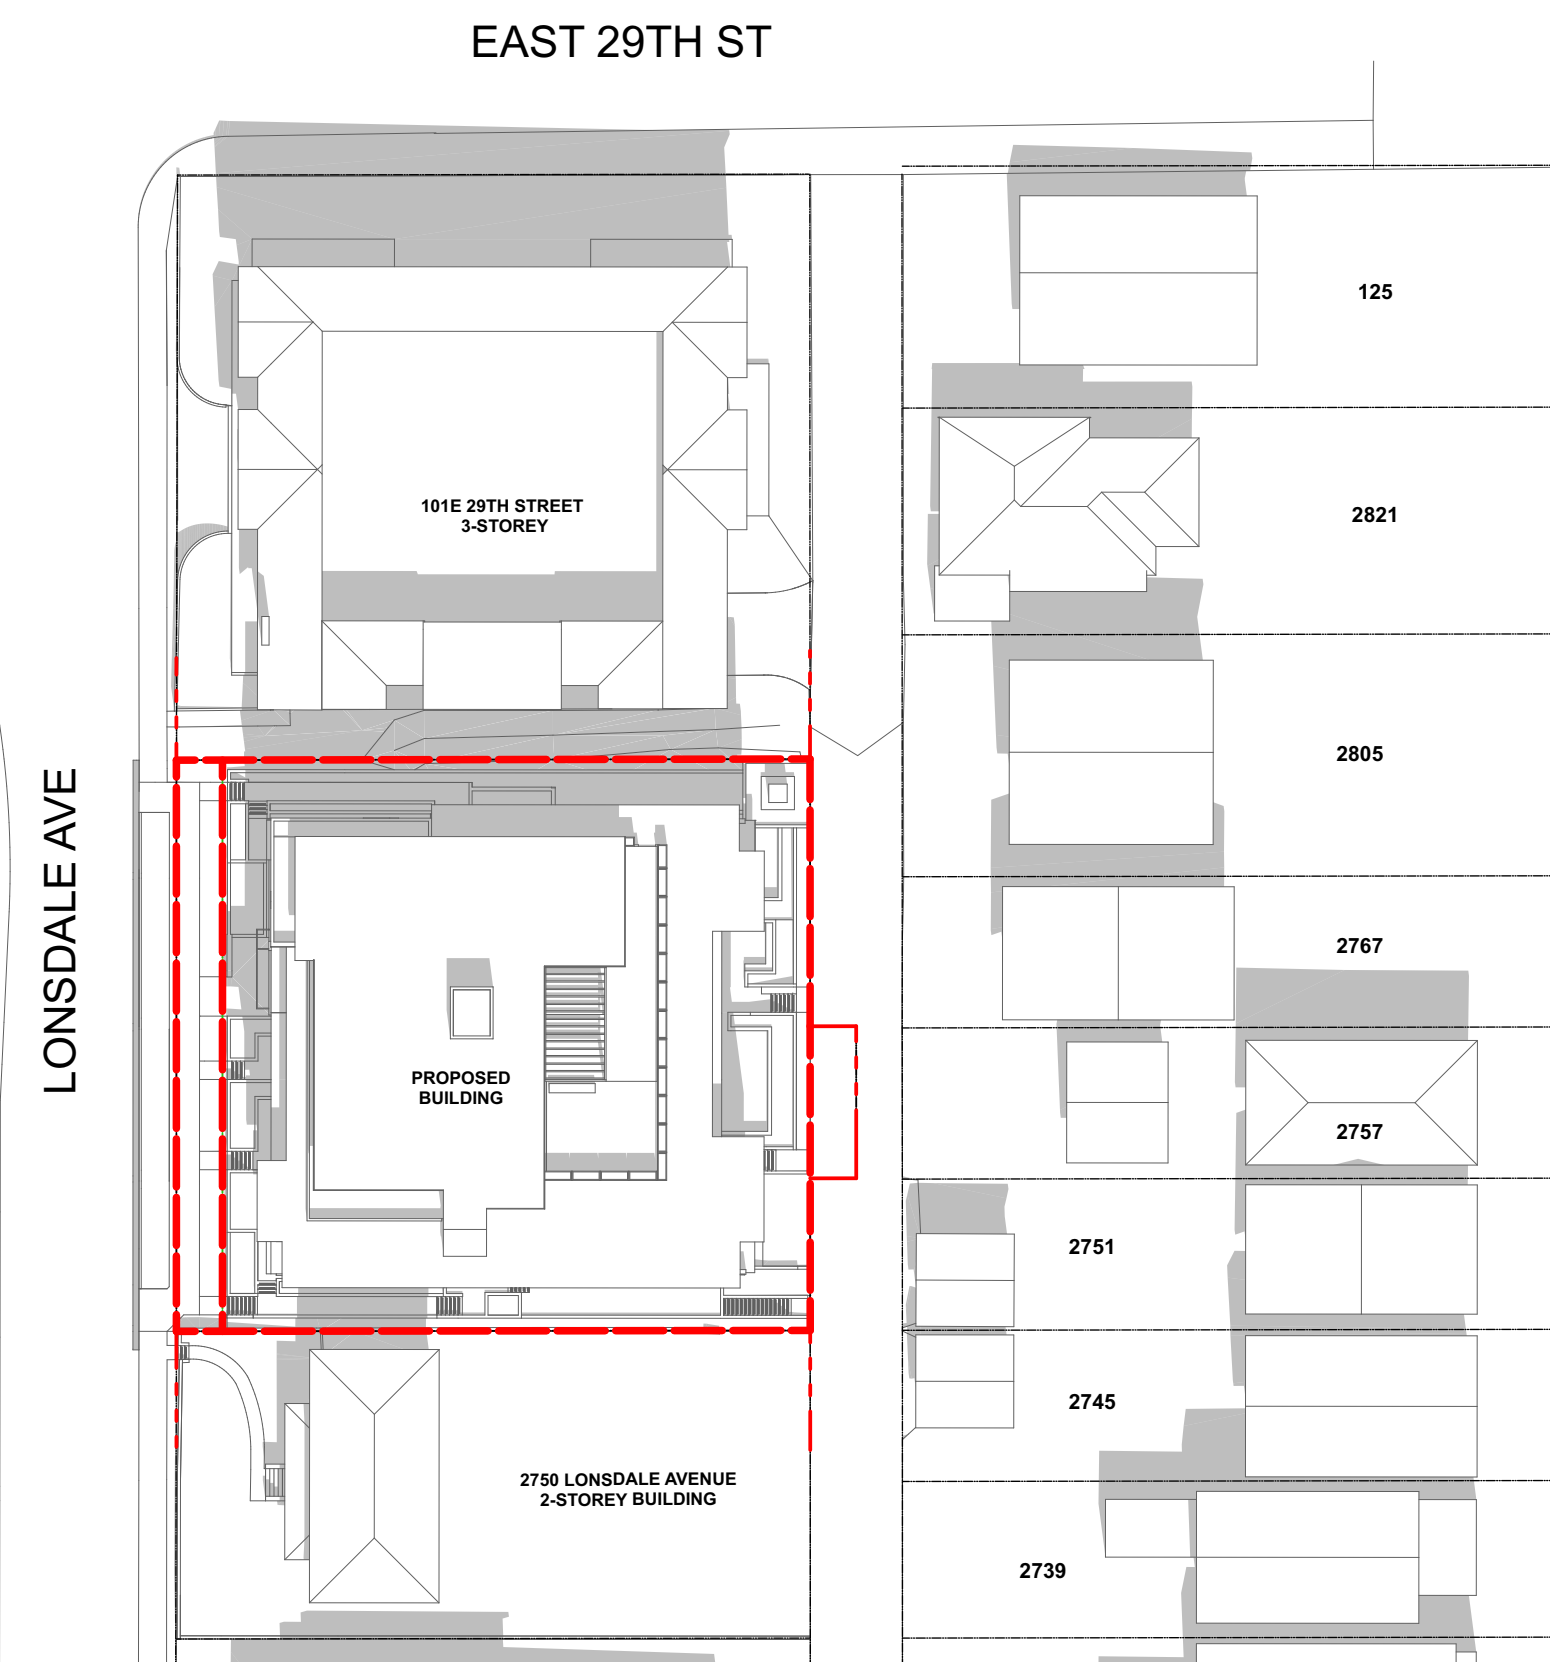 EAST 29TH ST
125
101E 29TH STREET
3-STOREY
2821
2805
LONSDALE AVE
2767
PROPOSED
BUILDING
2757
2751
2745
2750 LONSDALE AVENUE
2-STOREY BUILDING
2739